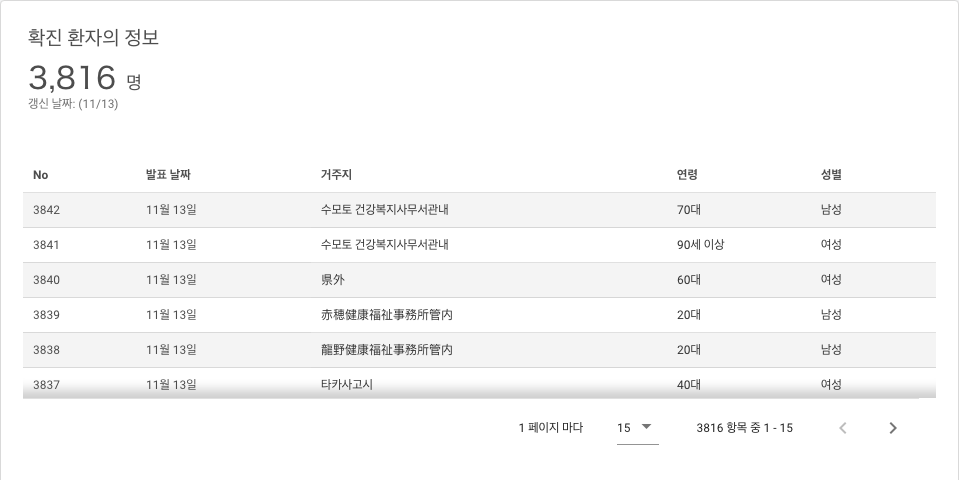 확진 환자의 정보
3,816 명
갱신 날짜: (11/13)
No 발표 날짜 거주지 연령 성별
3842 11월 13일 수모토 건강복지사무서관내 70대 남성
3841 11월 13일 수모토 건강복지사무서관내 90세 이상 여성
3840 11월 13일 県外 60대 여성
3839 11월 13일 赤穂健康福祉事務所管内 20대 남성
3838 11월 13일 龍野健康福祉事務所管内 20대 남성
3837 11월 13일 타카사고시 40대 여성
1 페이지 마다 15 3816 항목 중 1 - 15